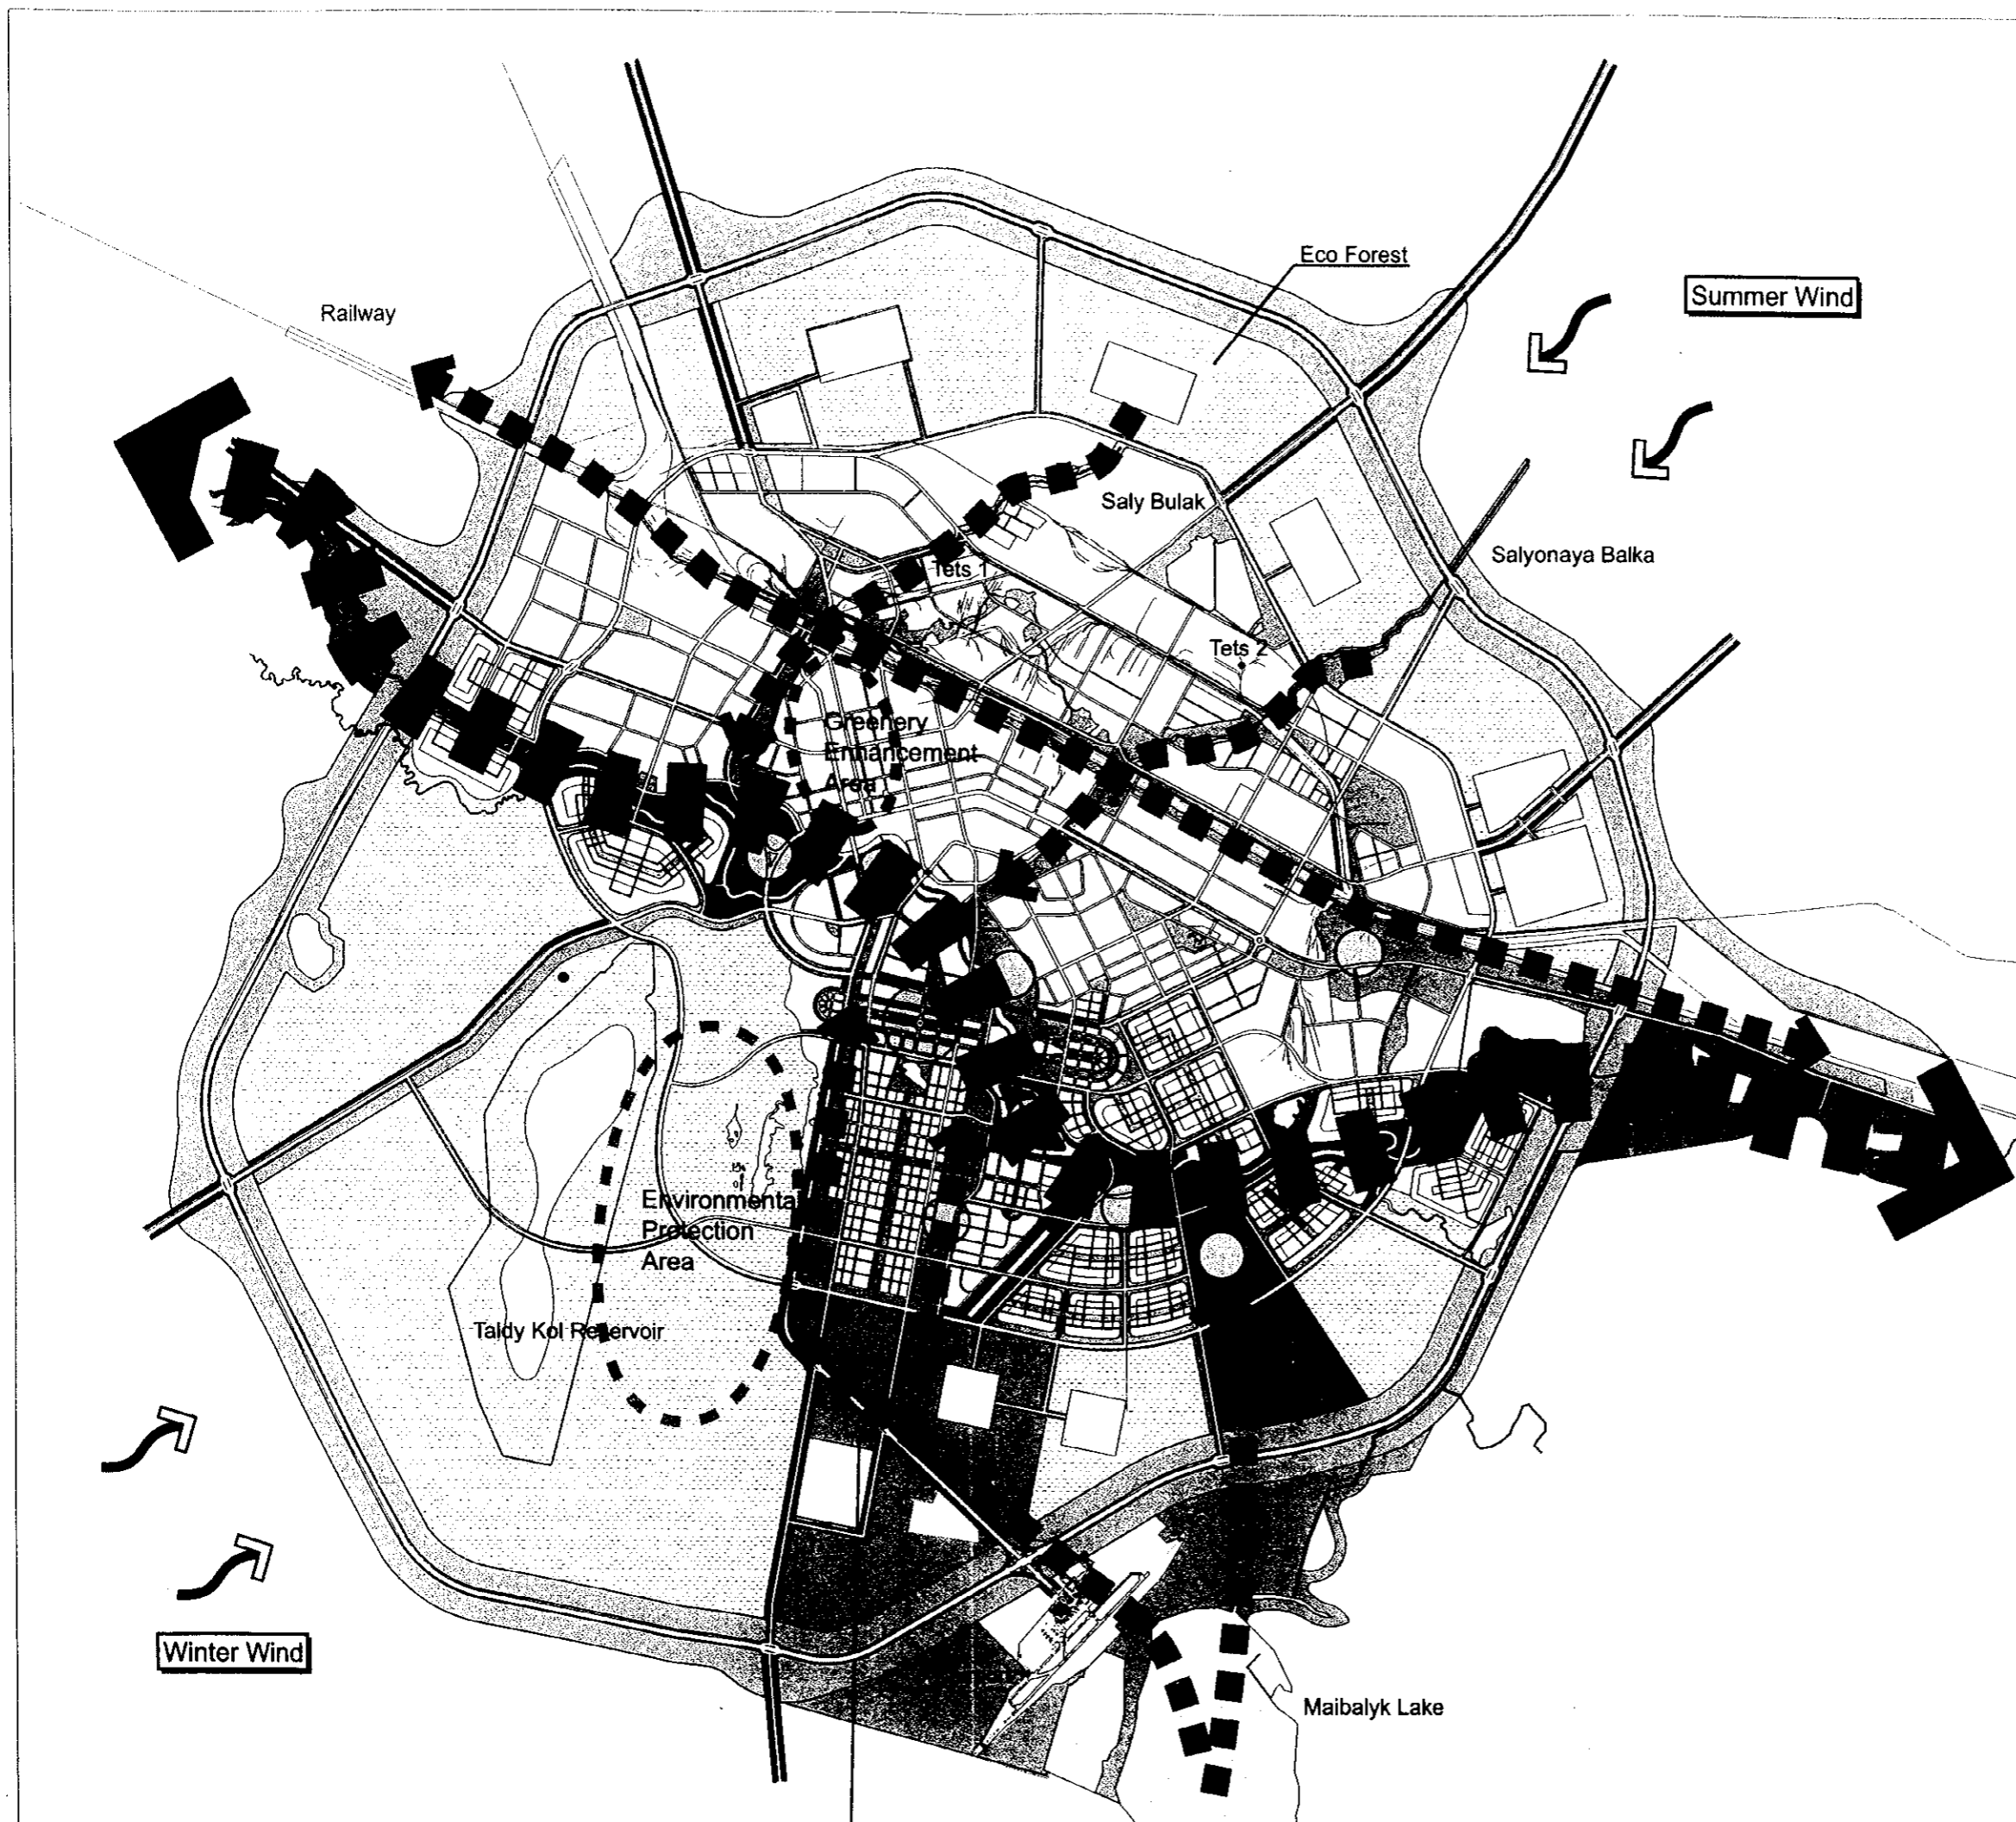 Eco Forest
Summer Wind
Railway
Saly Bulak
Salyonaya Balka
Tets 1
Tets 2
Greenery
Enhancement
Area
Environmental
Protection
Area
Taldy Kol Reservoir
Winter Wind
Maibalyk Lake